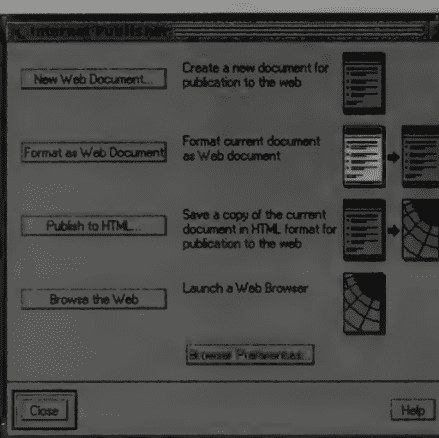 Internet Publisher
New Web Document...
Create a new document for
publication to the web
Format as Web Document
Format current document
as Web document
Publish to HTML...
Save a copy of the current
document in HTML format for
publication to the web
Browse the Web
Launch a Web Browser
Browser Preferences...
Close
Help